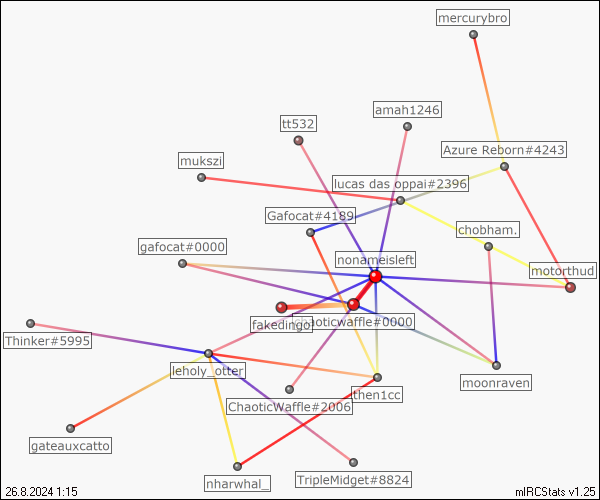 mercurybro
amah1246
tt532
Azure Reborn#4243
mukszi
lucas das oppai#2396
Gafocat#4189
chobham.
gafocat#0000
nonameisleft
motorthud
fakedingo
chaoticwaffle#0000
Thinker#5995
leholy_otter
moonraven
then1cc
ChaoticWaffle#2006
gateauxcatto
nharwhal_
TripleMidget#8824
26.8.2024 1:15
mIRCStats v1.25